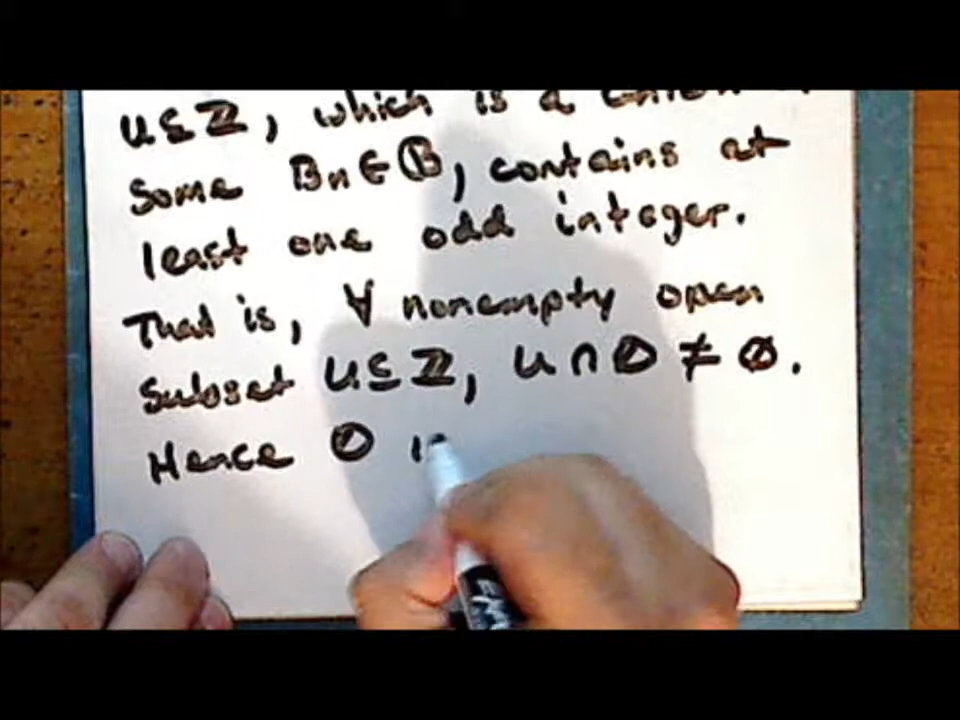 U ⊆ ℤ, which is a
some Bn ∈ 𝔹, contains at
least one odd integer.
That is, ∀ nonempty open
subset U ⊆ ℤ, U ∩ 𝕆 ≠ ∅.
Hence 𝕆